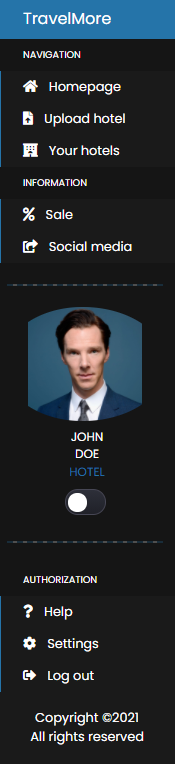 TravelMore
NAVIGATION
Homepage
Upload hotel
Your hotels
INFORMATION
Sale
Social media
JOHN
DOE
HOTEL
AUTHORIZATION
Help
Settings
Log out
Copyright ©2021
All rights reserved